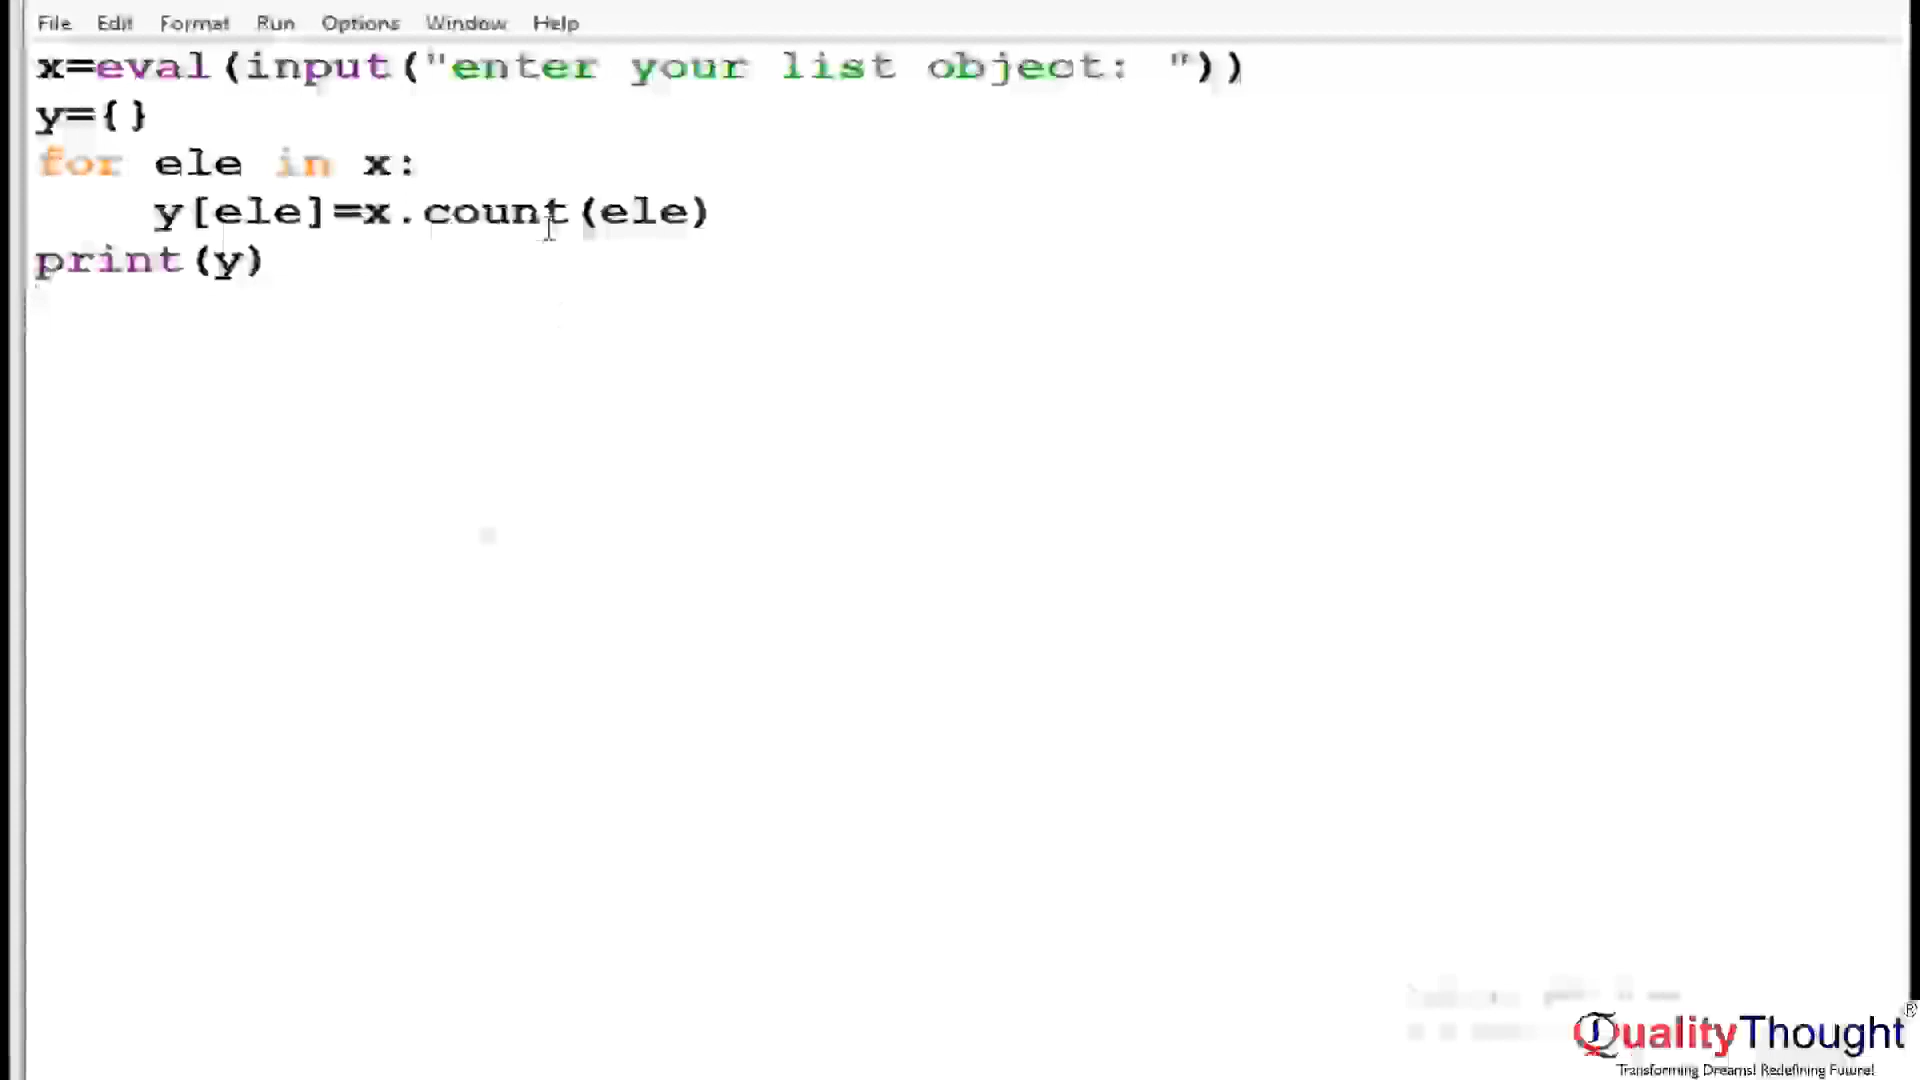 File Edit Format Run Options Window Help
x=eval(input("enter your list object: "))
y={}
for ele in x:
    y[ele]=x.count(ele)
print(y)
QualityThought®
Transforming Dreams! Redefining Future!